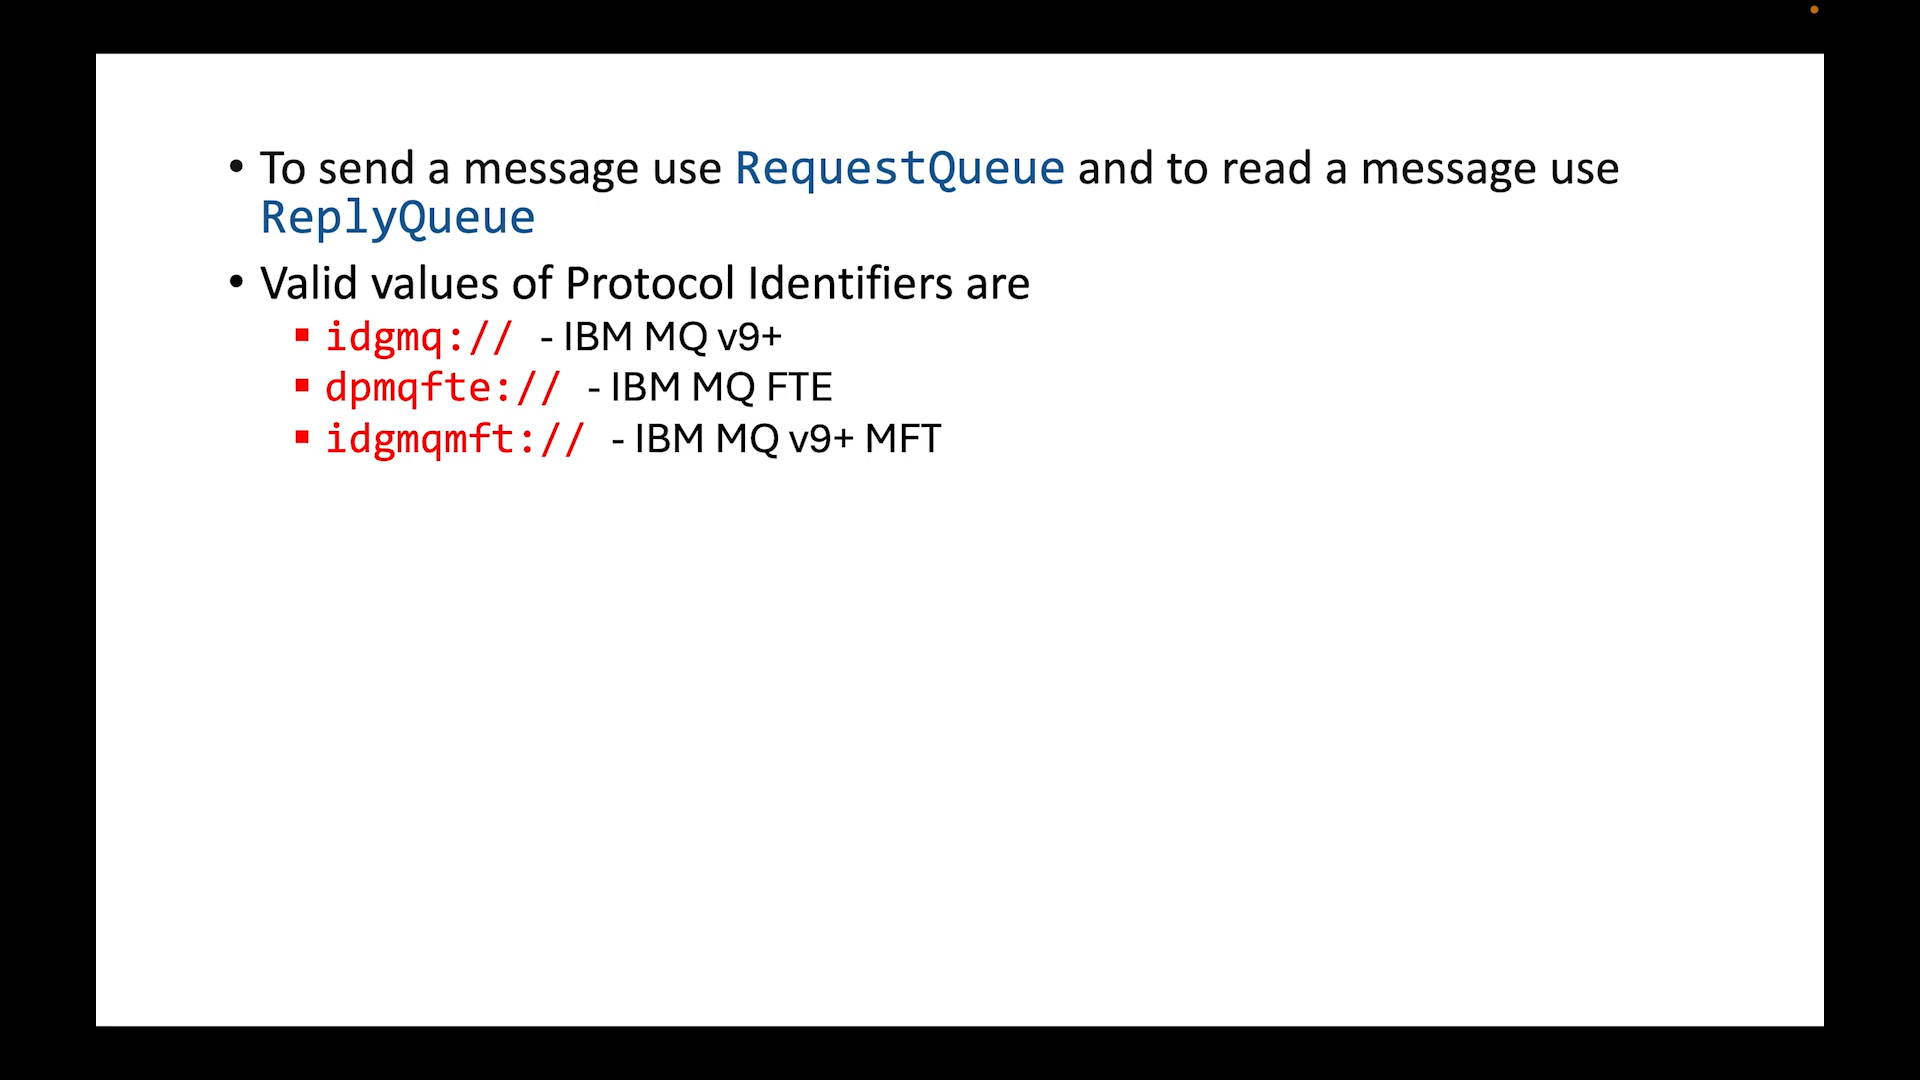 • To send a message use RequestQueue and to read a message use
ReplyQueue
• Valid values of Protocol Identifiers are
▪ idgmq:// - IBM MQ v9+
▪ dpmqfte:// - IBM MQ FTE
▪ idgmqmft:// - IBM MQ v9+ MFT